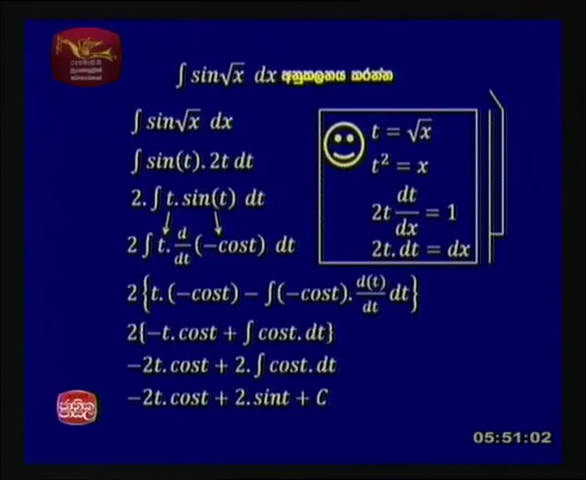 ∫ sin√x dx අනුකලනය කරන්න
∫ sin√x dx
∫ sin(t). 2t dt
2. ∫ t. sin(t) dt
2 ∫ t. d/dt (−cost) dt
2 {t. (−cost) − ∫(−cost). d(t)/dt dt}
2{−t. cost + ∫ cost. dt}
−2t. cost + 2. ∫ cost. dt
−2t. cost + 2. sint + C
t = √x
t² = x
2t dt/dx = 1
2t. dt = dx
05:51:02